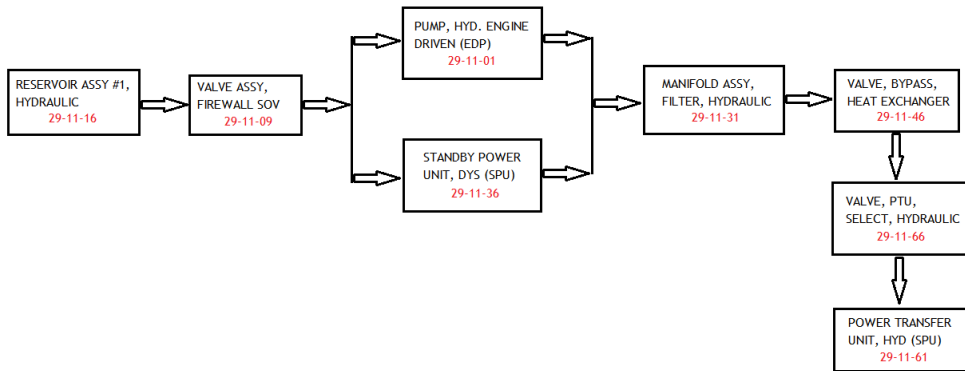 RESERVOIR ASSY #1,
HYDRAULIC
29-11-16
VALVE ASSY,
FIREWALL SOV
29-11-09
PUMP, HYD. ENGINE
DRIVEN (EDP)
29-11-01
STANDBY POWER
UNIT, DYS (SPU)
29-11-36
MANIFOLD ASSY,
FILTER, HYDRAULIC
29-11-31
VALVE, BYPASS,
HEAT EXCHANGER
29-11-46
VALVE, PTU,
SELECT, HYDRAULIC
29-11-66
POWER TRANSFER
UNIT, HYD (SPU)
29-11-61